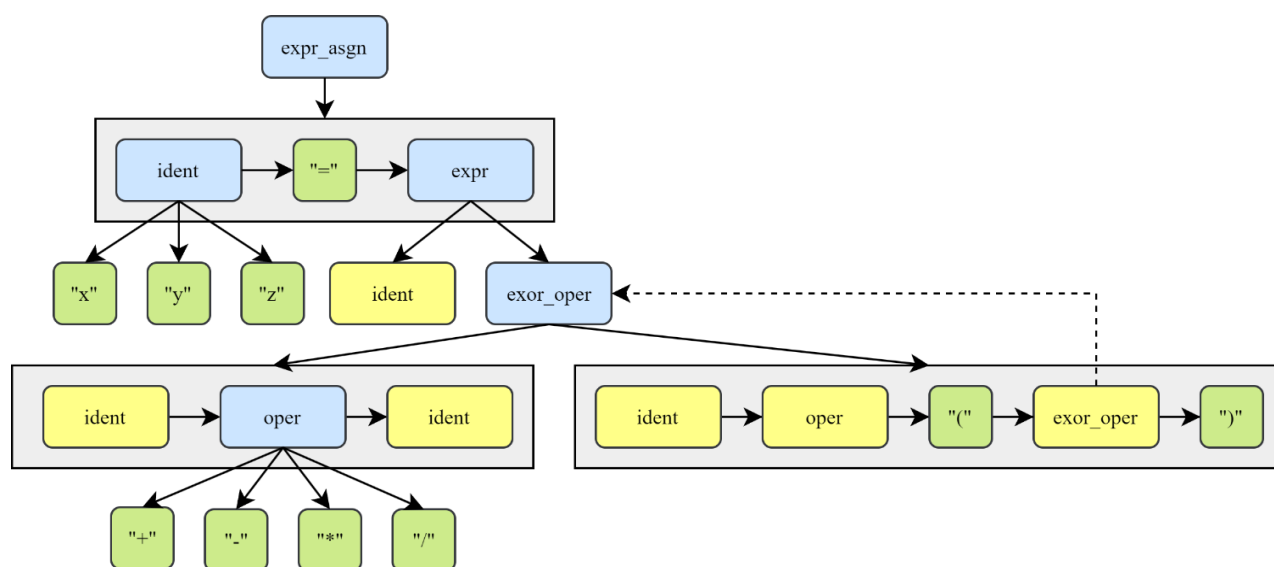 expr_asgn
ident "=" expr
"x" "y" "z" ident exor_oper
ident oper ident ident oper "(" exor_oper ")"
"+" "-" "*" "/"